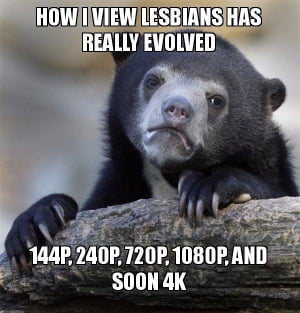 HOW I VIEW LESBIANS HAS
REALLY EVOLVED
144P, 240P, 720P, 1080P, AND
SOON 4K